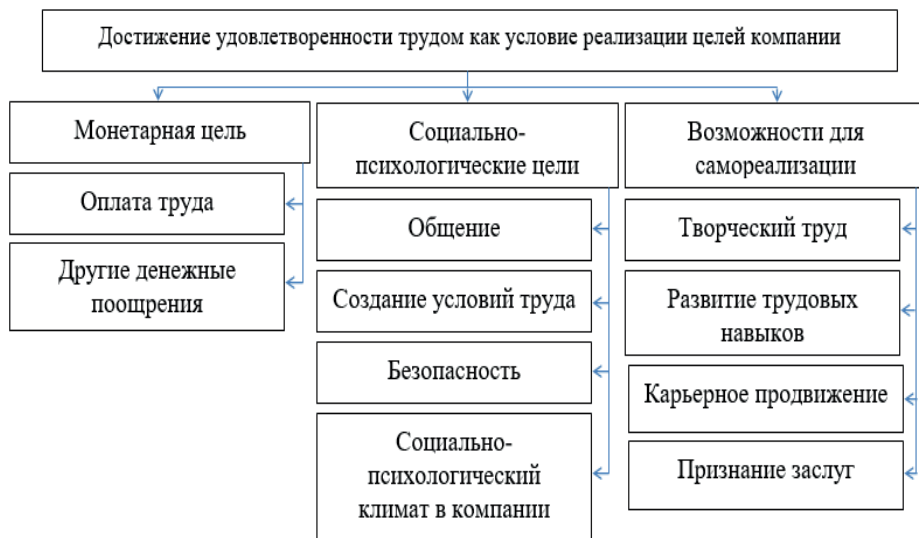 Достижение удовлетворенности трудом как условие реализации целей компании
Монетарная цель
Оплата труда
Другие денежные
поощрения
Социально-
психологические цели
Общение
Создание условий труда
Безопасность
Социально-
психологический
климат в компании
Возможности для
самореализации
Творческий труд
Развитие трудовых
навыков
Карьерное продвижение
Признание заслуг